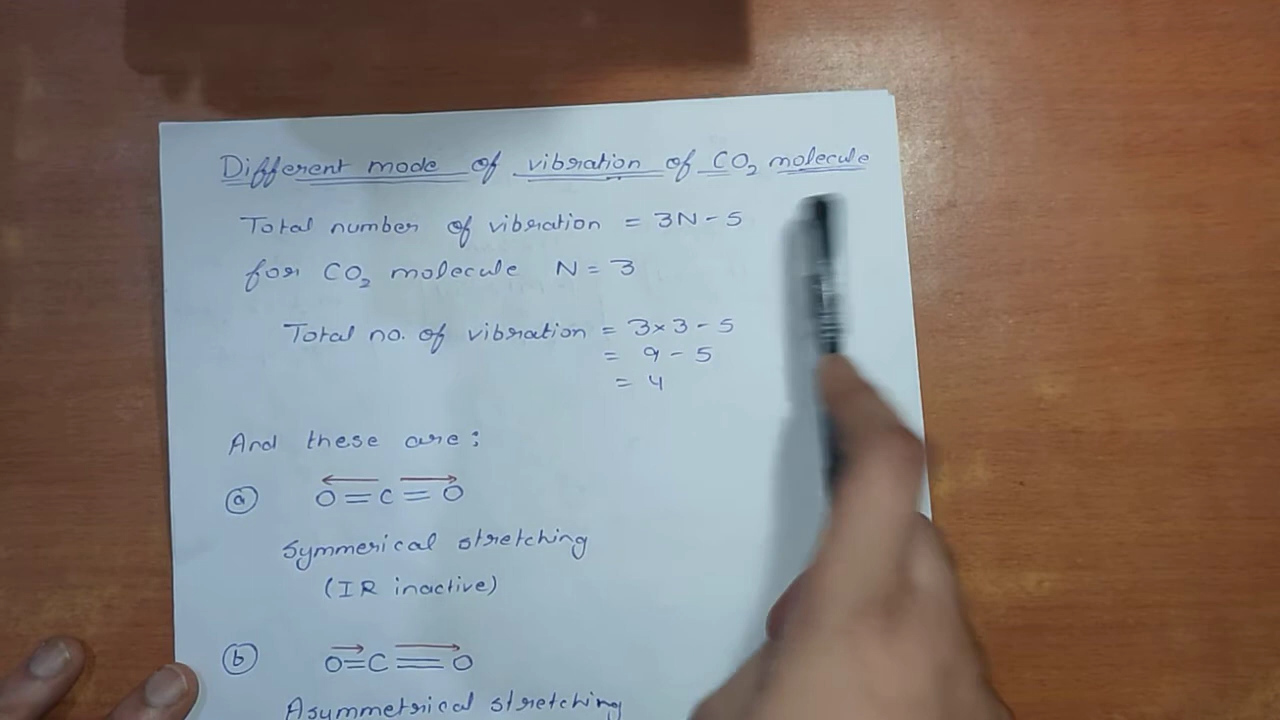 Different mode of vibration of CO₂ molecule
Total number of vibration = 3N - 5
for CO₂ molecule N = 3
Total no. of vibration = 3×3 - 5
= 9 - 5
= 4
And these are:
(a) O=C=O
Symmerical stretching
(IR inactive)
(b) O=C=O
Asymmetrical stretching